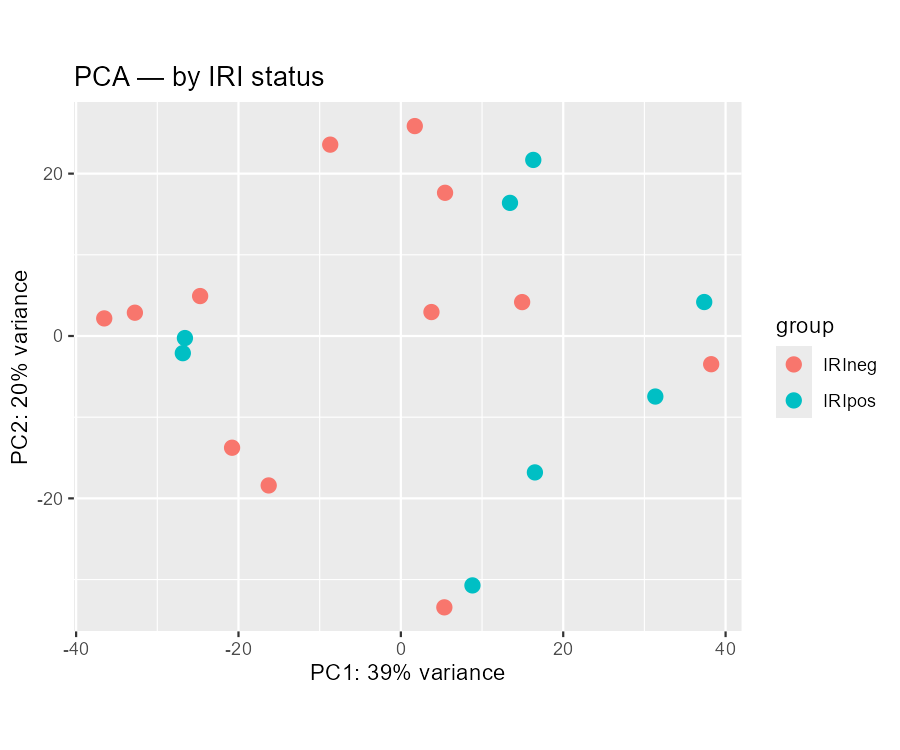 PCA — by IRI status
20
0
-20
-40
-20
0
20
40
PC1: 39% variance
PC2: 20% variance
group
IRIneg
IRIpos